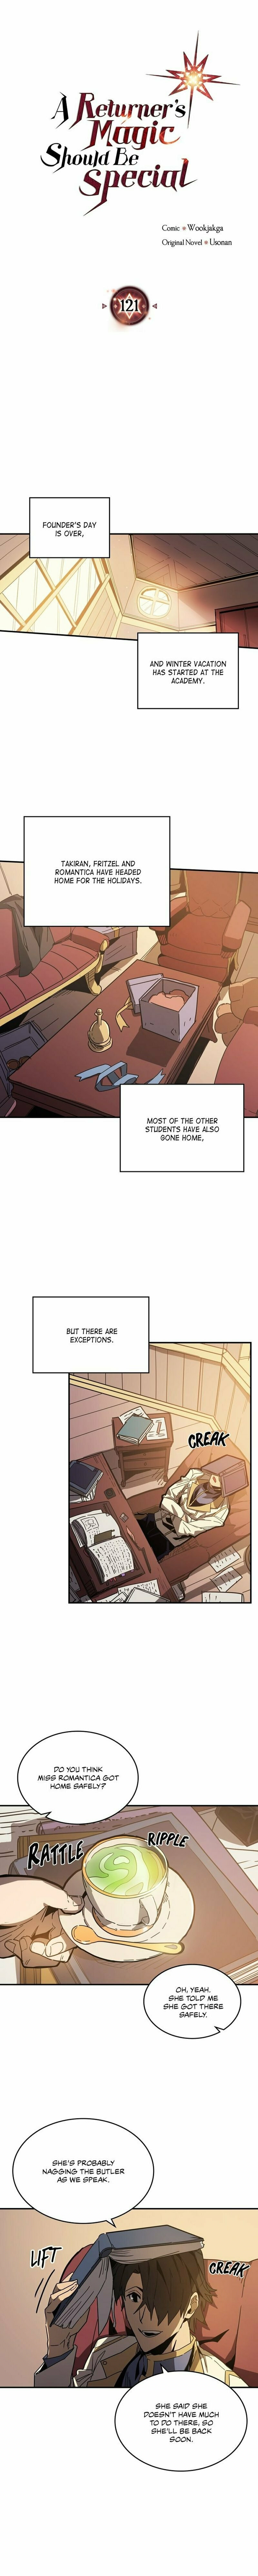 A Returner's
Magic
Should Be
Special
Comic Wookjakga
Original Novel Usonan
121
FOUNDER'S DAY
IS OVER,
AND WINTER VACATION
HAS STARTED AT THE
ACADEMY.
TAKIRAN, FRITZEL AND
ROMANTICA HAVE HEADED
HOME FOR THE HOLIDAYS.
MOST OF THE OTHER
STUDENTS HAVE ALSO
GONE HOME,
BUT THERE ARE
EXCEPTIONS.
CREAK
DO YOU THINK
MISS ROMANTICA GOT
HOME SAFELY?
RATTLE
RIPPLE
OH, YEAH.
SHE TOLD ME
SHE GOT THERE
SAFELY.
SHE'S PROBABLY
NAGGING THE BUTLER
AS WE SPEAK.
LIFT
CREAK
SHE SAID SHE
DOESN'T HAVE MUCH
TO DO THERE, SO
SHE'LL BE BACK
SOON.